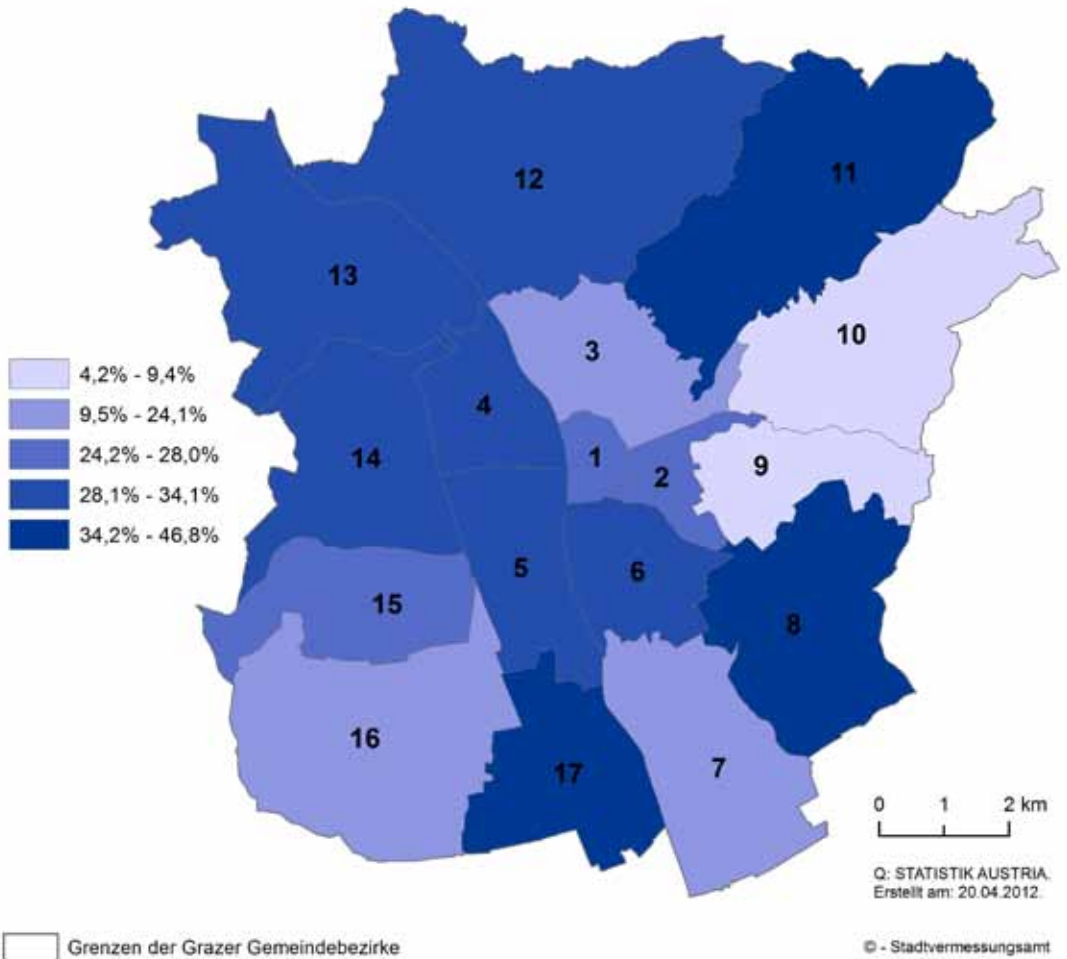 12
11
13
10
3
4,2% - 9,4%
9,5% - 24,1%
24,2% - 28,0%
28,1% - 34,1%
34,2% - 46,8%
4
14
1
2
9
5
6
15
8
16
17
7
0 1 2 km
Q: STATISTIK AUSTRIA.
Erstellt am: 20.04.2012.
Grenzen der Grazer Gemeindebezirke
© - Stadtvermessungsamt